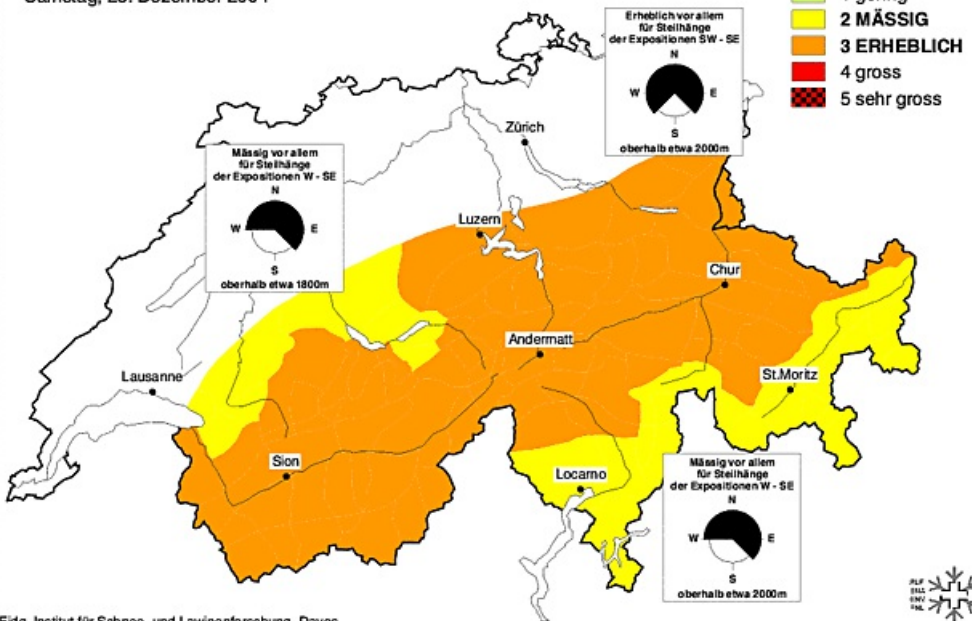 2 MÄSSIG
3 ERHEBLICH
4 gross
5 sehr gross
Erheblich vor allem
für Steilhänge
der Expositionen SW - SE
N
W E
S
oberhalb etwa 2000m
Zürich
Mässig vor allem
für Steilhänge
der Expositionen W - SE
N
W E
S
oberhalb etwa 1800m
Luzern
Chur
Andermatt
Lausanne
St.Moritz
Sion
Locarno
Mässig vor allem
für Steilhänge
der Expositionen W - SE
N
W E
S
oberhalb etwa 2000m